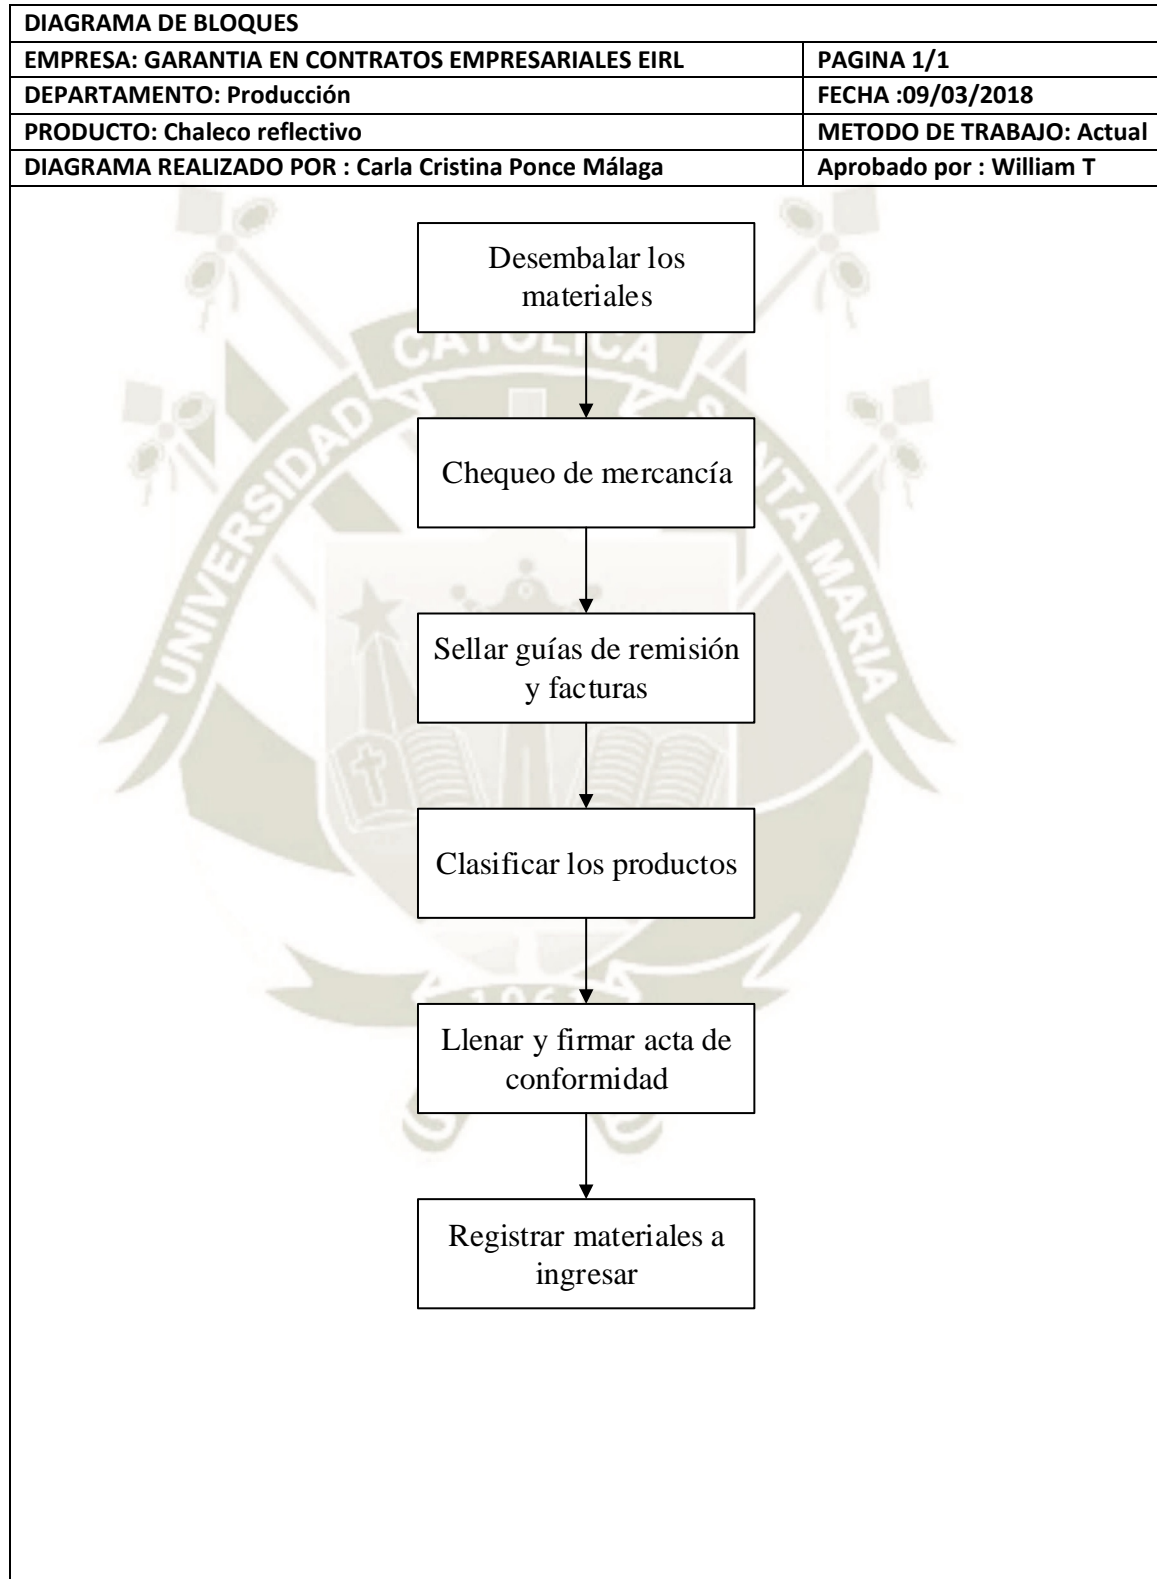 DIAGRAMA DE BLOQUES
EMPRESA: GARANTIA EN CONTRATOS EMPRESARIALES EIRL PAGINA 1/1
DEPARTAMENTO: Producción FECHA :09/03/2018
PRODUCTO: Chaleco reflectivo METODO DE TRABAJO: Actual
DIAGRAMA REALIZADO POR : Carla Cristina Ponce Málaga Aprobado por : William T
UNIVERSIDAD CATOLICA MARIA
Desembalar los
materiales
Chequeo de mercancía
Sellar guías de remisión
y facturas
Clasificar los productos
Llenar y firmar acta de
conformidad
Registrar materiales a
ingresar